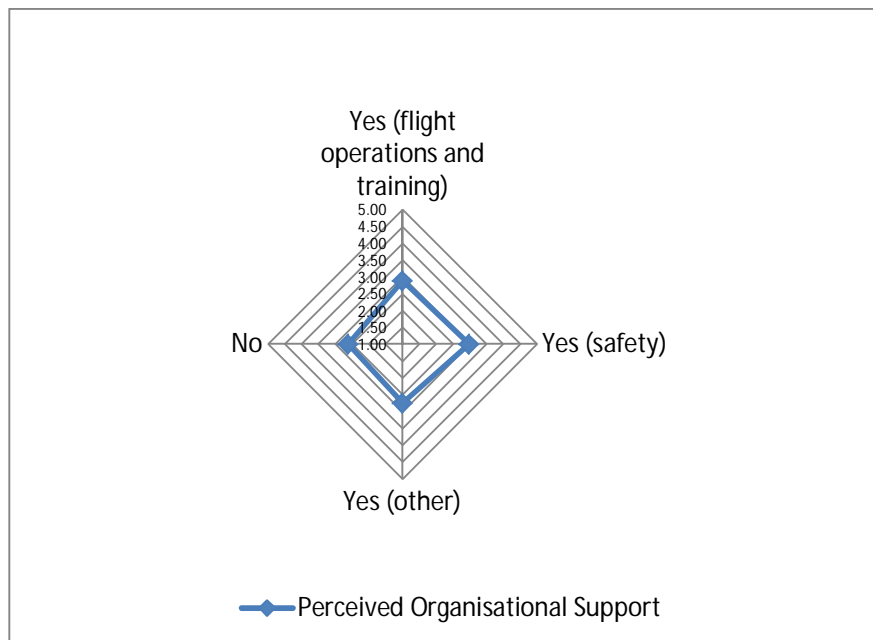 Yes (flight
operations and
training)
5.00
4.50
4.00
3.50
3.00
2.50
2.00
1.50
1.00
No
Yes (safety)
Yes (other)
Perceived Organisational Support